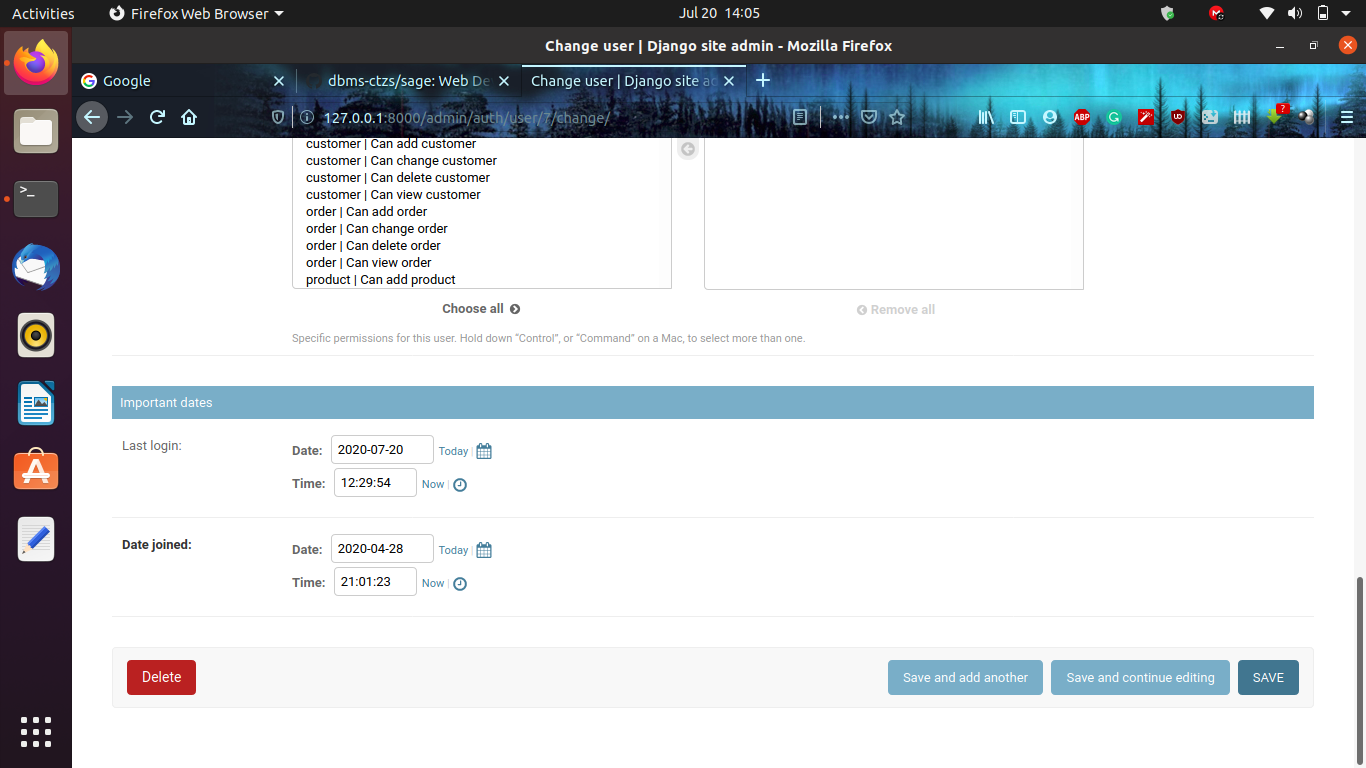 Activities
Firefox Web Browser
Jul 20 14:05
Change user | Django site admin - Mozilla Firefox
Google
dbms-ctzs/sage: Web De
Change user | Django site ad
127.0.0.1:8000/admin/auth/user/7/change/
ABP
?
customer | Can add customer
customer | Can change customer
customer | Can delete customer
customer | Can view customer
order | Can add order
order | Can change order
order | Can delete order
order | Can view order
product | Can add product
Choose all
Remove all
Specific permissions for this user. Hold down “Control”, or “Command” on a Mac, to select more than one.
Important dates
Last login:
Date: 2020-07-20 Today |
Time: 12:29:54 Now |
Date joined:
Date: 2020-04-28 Today |
Time: 21:01:23 Now |
Delete
Save and add another
Save and continue editing
SAVE